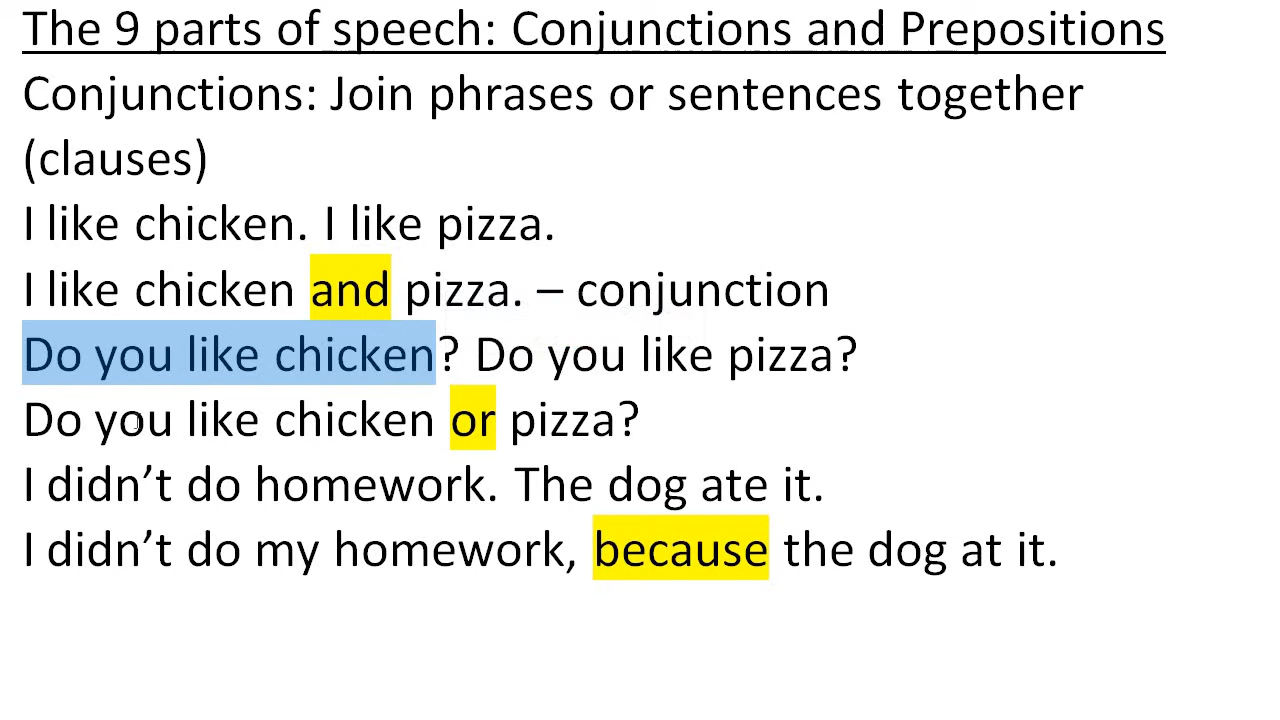 The 9 parts of speech: Conjunctions and Prepositions
Conjunctions: Join phrases or sentences together
(clauses)
I like chicken. I like pizza.
I like chicken and pizza. – conjunction
Do you like chicken? Do you like pizza?
Do you like chicken or pizza?
I didn’t do homework. The dog ate it.
I didn’t do my homework, because the dog at it.